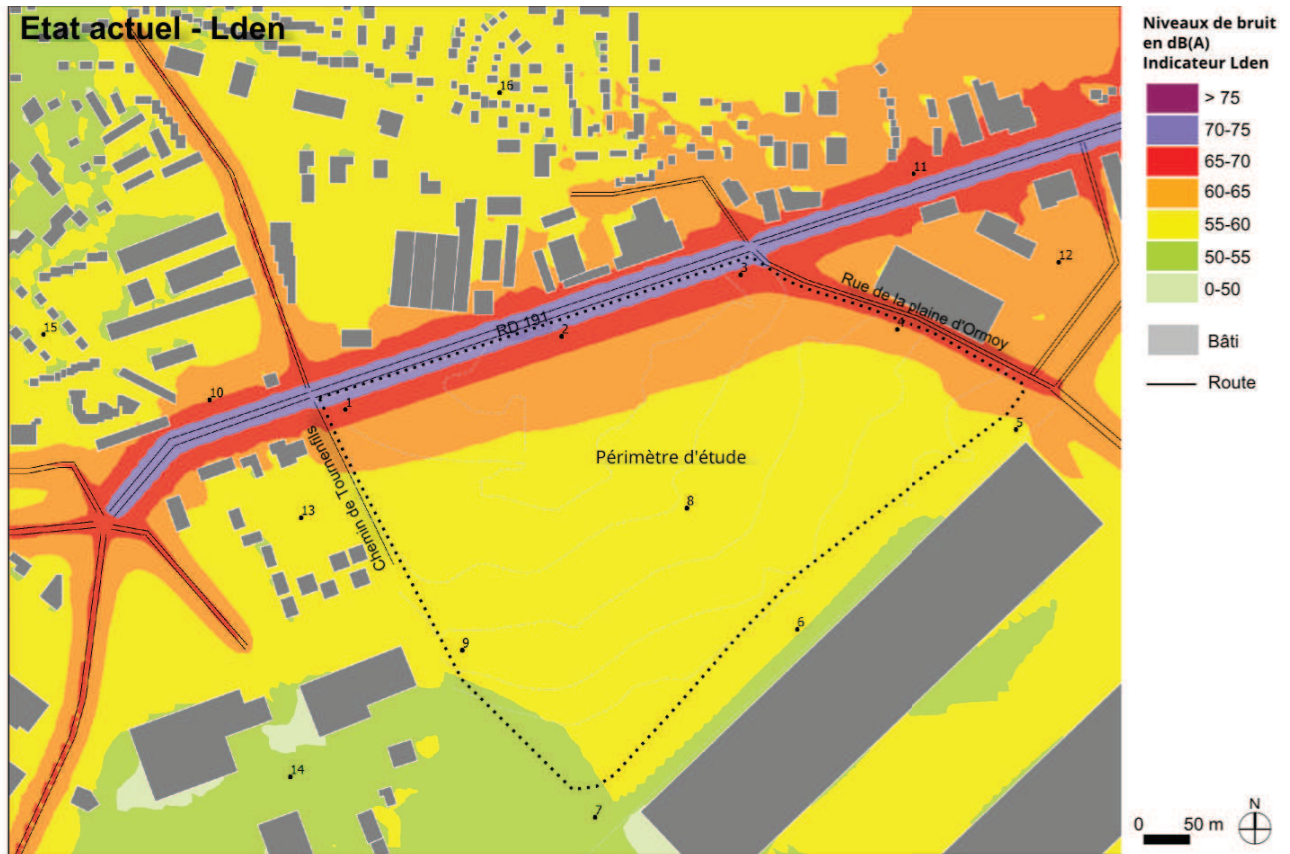 Etat actuel - Lden
Niveaux de bruit
en dB(A)
Indicateur Lden
> 75
70-75
65-70
60-65
55-60
50-55
0-50
Bâti
Route
16
11
12
3
Rue de la plaine d'Ormoy
4
RD 191
2
15
10
1
5
Chemin de Tournenfils
Périmètre d'étude
8
13
6
9
14
7
0 50 m
N